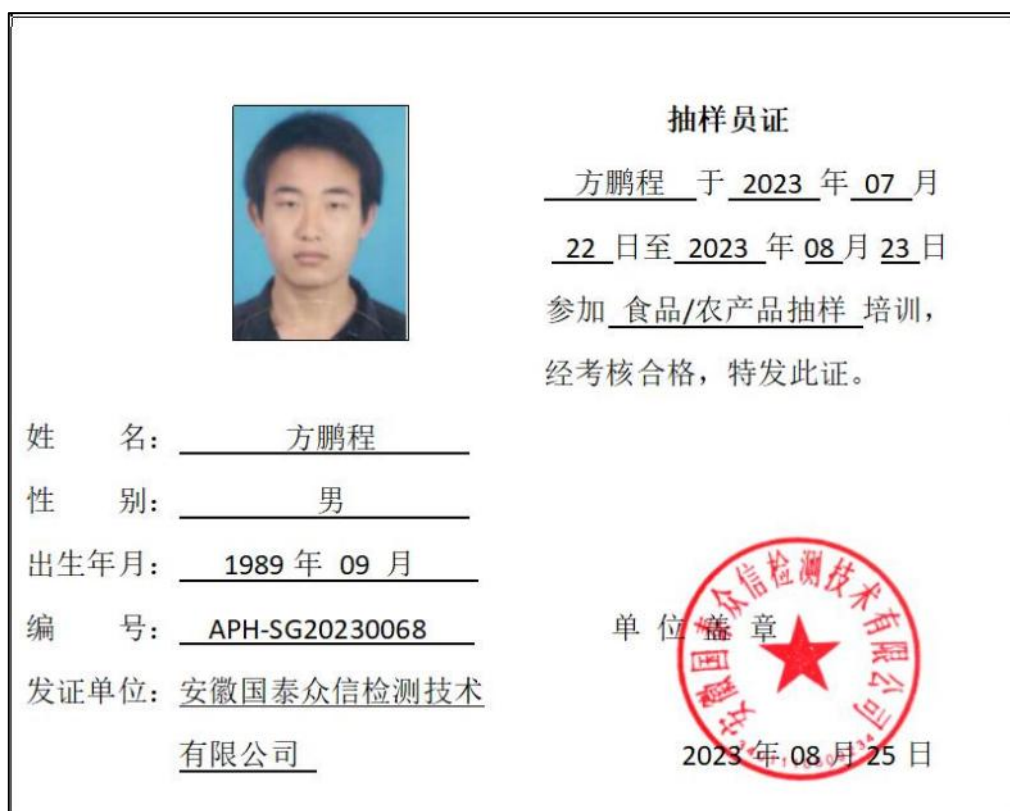 抽样员证
方鹏程 于 2023 年 07 月
22 日至 2023 年 08 月 23 日
参加 食品/农产品抽样 培训，
经考核合格，特发此证。
姓 名： 方鹏程
性 别： 男
出生年月： 1989 年 09 月
编 号： APH-SG20230068
发证单位： 安徽国泰众信检测技术
有限公司
单 位 盖 章
安徽国泰众信检测技术有限公司
2023 年 08 月 25 日